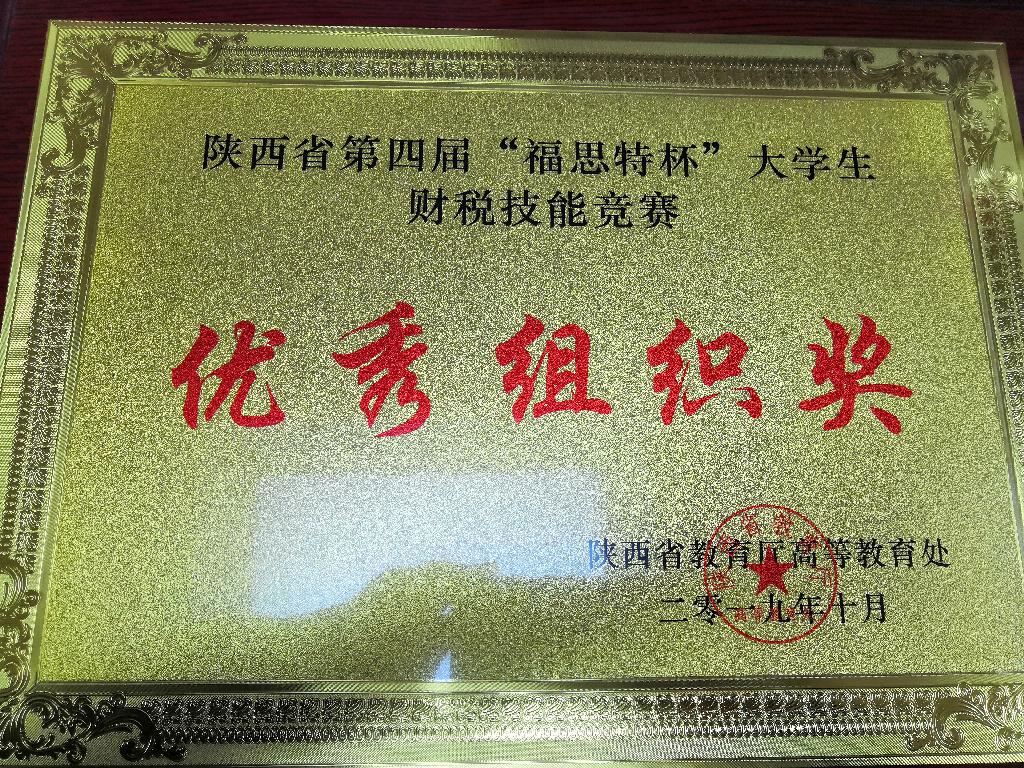 陕西省第四届“福思特杯”大学生
财税技能竞赛
优秀组织奖
陕西省教育厅高等教育处
二零一九年十月